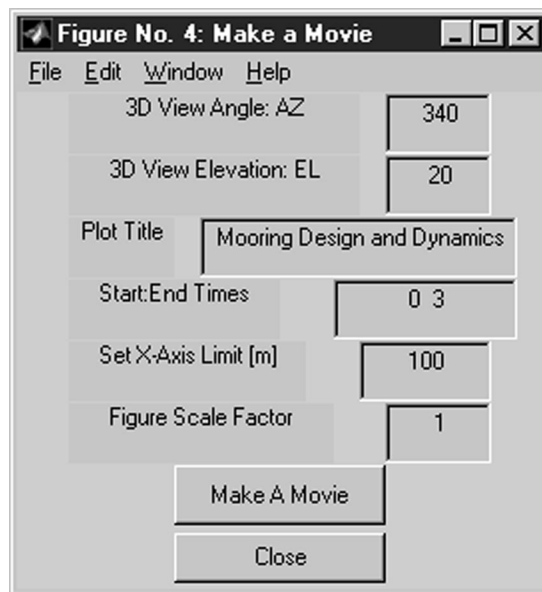 Figure No. 4: Make a Movie
File Edit Window Help
3D View Angle: AZ 340
3D View Elevation: EL 20
Plot Title Mooring Design and Dynamics
Start:End Times 0 3
Set X-Axis Limit [m] 100
Figure Scale Factor 1
Make A Movie
Close